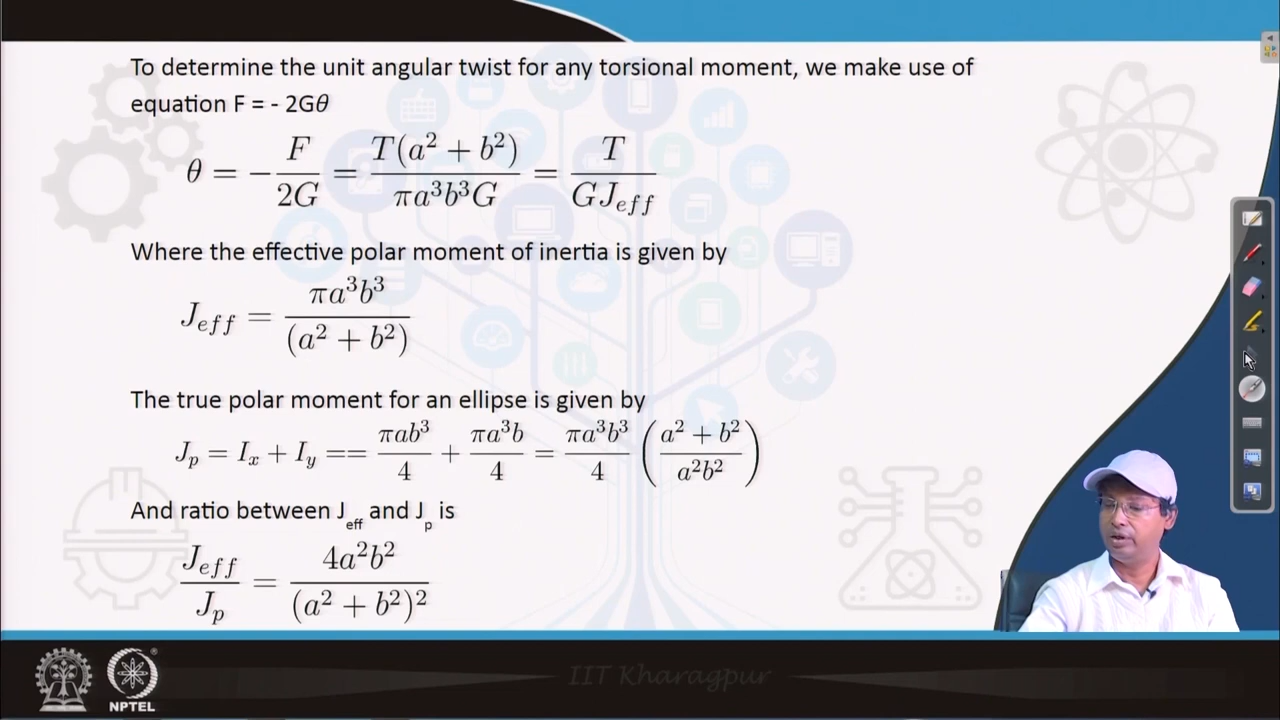 To determine the unit angular twist for any torsional moment, we make use of
equation F = - 2Gθ
θ = −F/2G = T(a² + b²)/πa³b³G = T/GJ_eff
Where the effective polar moment of inertia is given by
J_eff = πa³b³/(a² + b²)
The true polar moment for an ellipse is given by
J_p = I_x + I_y == πab³/4 + πa³b/4 = πa³b³/4 ((a² + b²)/a²b²)
And ratio between J_eff and J_p is
J_eff/J_p = 4a²b²/(a² + b²)²
IIT Kharagpur
NPTEL